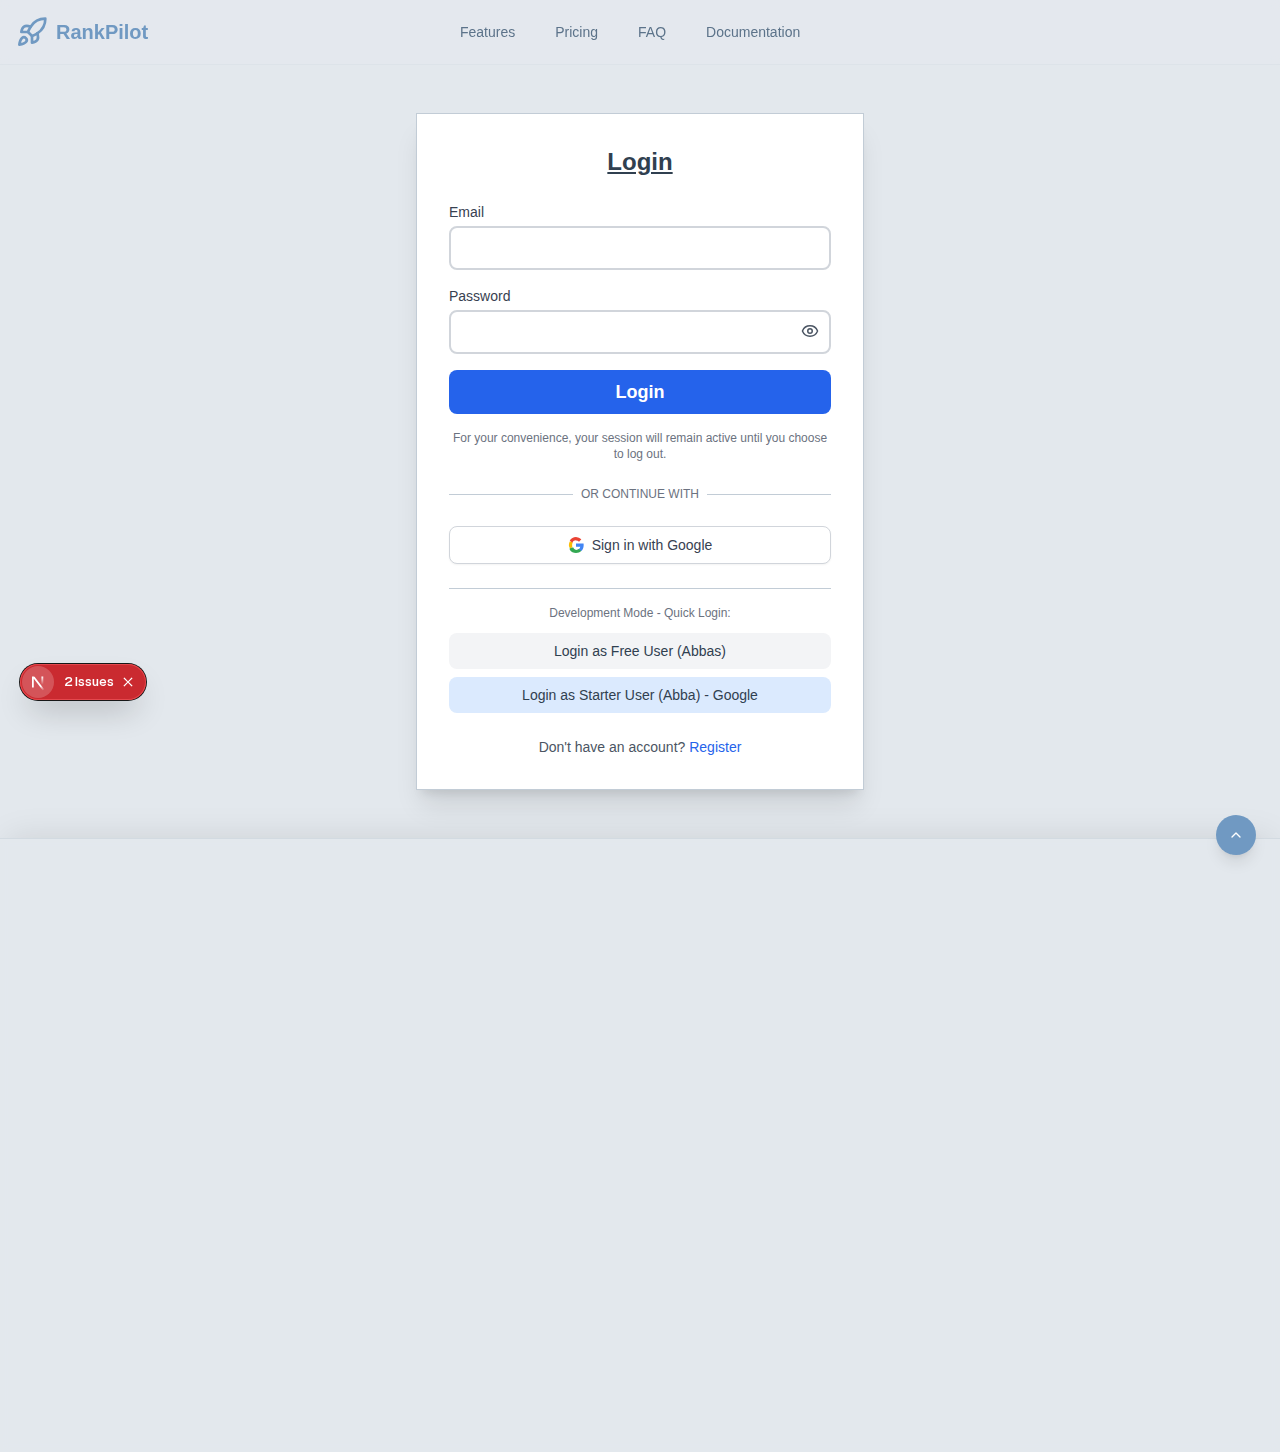 RankPilot
Features
Pricing
FAQ
Documentation
Login
Email
Password
Login
For your convenience, your session will remain active until you choose
to log out.
OR CONTINUE WITH
Sign in with Google
Development Mode - Quick Login:
Login as Free User (Abbas)
Login as Starter User (Abba) - Google
Don't have an account? Register
N
2 Issues